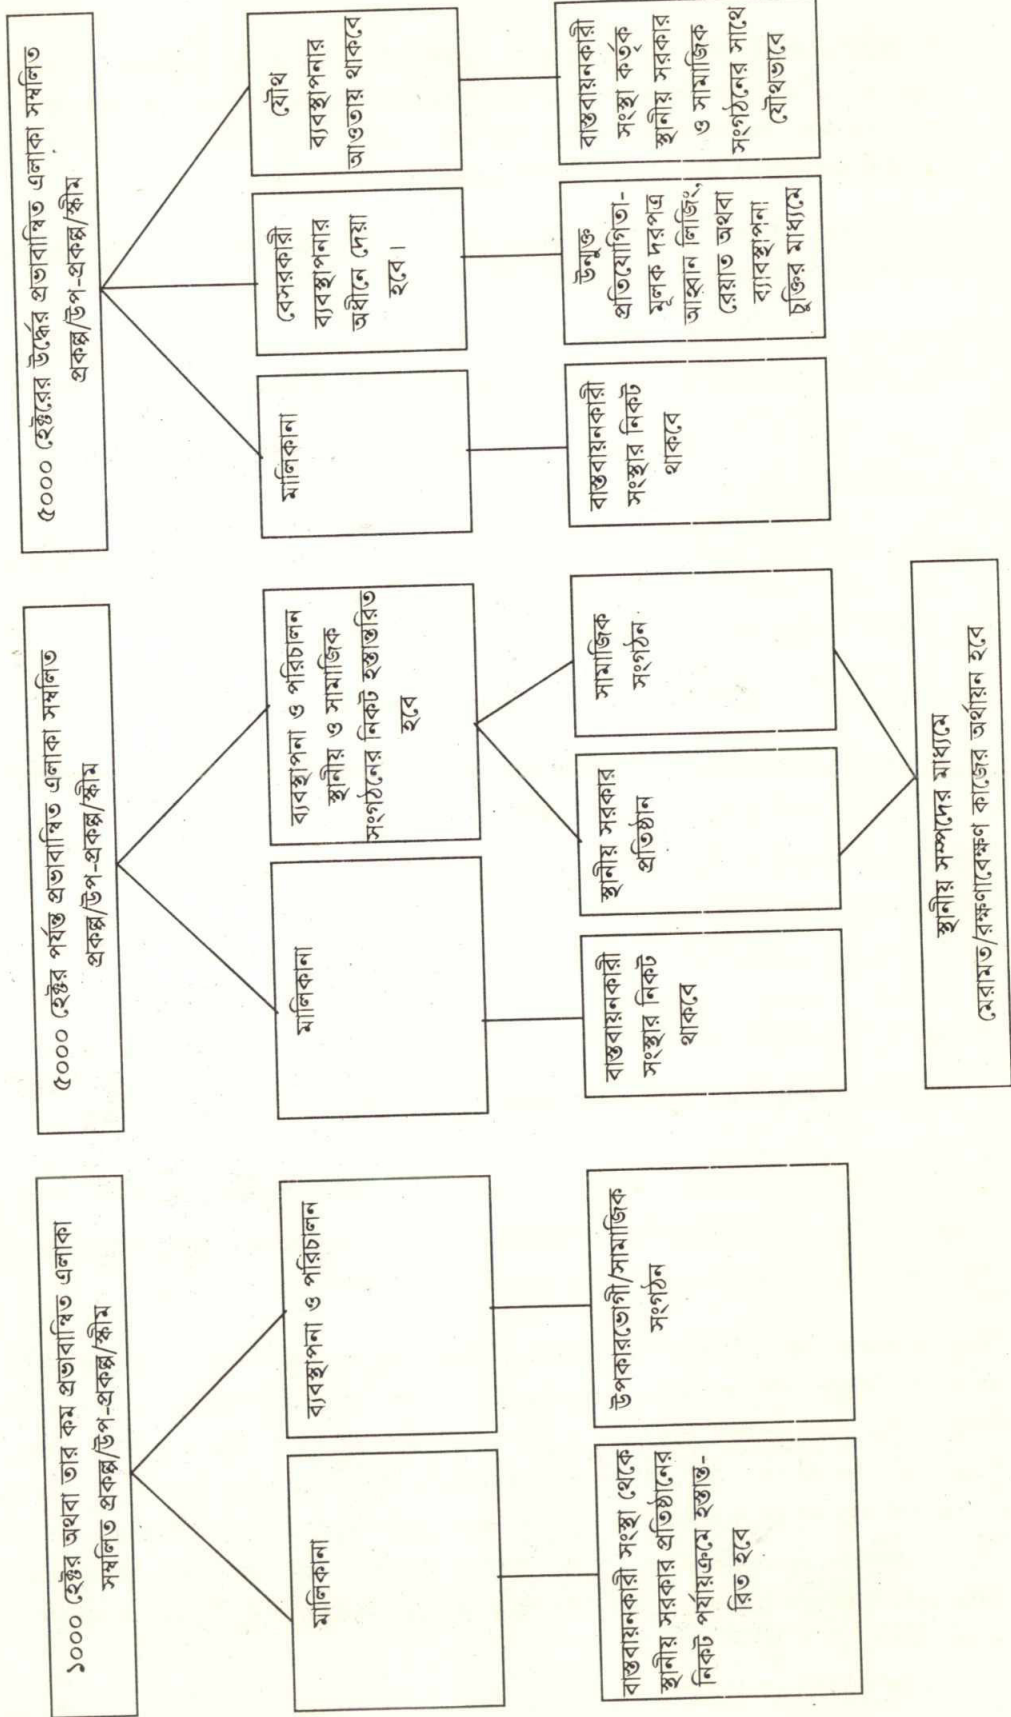 ১০০০ হেক্টর অথবা তার কম প্রভাবান্বিত এলাকা
সম্বলিত প্রকল্প/উপ-প্রকল্প/স্কীম
মালিকানা
ব্যবস্থাপনা ও পরিচালন
বাস্তবায়নকারী সংস্থা থেকে
স্থানীয় সরকার প্রতিষ্ঠানের
নিকট পর্যায়ক্রমে হস্তান্ত-
রিত হবে
উপকারভোগী/সামাজিক
সংগঠন
৫০০০ হেক্টর পর্যন্ত প্রভাবান্বিত এলাকা সম্বলিত
প্রকল্প/উপ-প্রকল্প/স্কীম
মালিকানা
ব্যবস্থাপনা ও পরিচালন
স্থানীয় ও সামাজিক
সংগঠনের নিকট হস্তান্তরিত
হবে
বাস্তবায়নকারী
সংস্থার নিকট
থাকবে
স্থানীয় সরকার
প্রতিষ্ঠান
সামাজিক
সংগঠন
স্থানীয় সম্পদের মাধ্যমে
মেরামত/রক্ষণাবেক্ষণ কাজের অর্থায়ন হবে
৫০০০ হেক্টরের উর্দ্ধের প্রভাবান্বিত এলাকা সম্বলিত
প্রকল্প/উপ-প্রকল্প/স্কীম
মালিকানা
বেসরকারী
ব্যবস্থাপনার
অধীনে দেয়া
হবে।
যৌথ
ব্যবস্থাপনার
আওতায় থাকবে
বাস্তবায়নকারী
সংস্থার নিকট
থাকবে
উন্মুক্ত
প্রতিযোগিতা-
মূলক দরপত্র
আহ্বান লিজিং,
রেয়াত অথবা
ব্যাবস্থাপনা
চুক্তির মাধ্যমে
বাস্তবায়নকারী
সংস্থা কর্তৃক
স্থানীয় সরকার
ও সামাজিক
সংগঠনের সাথে
যৌথভাবে